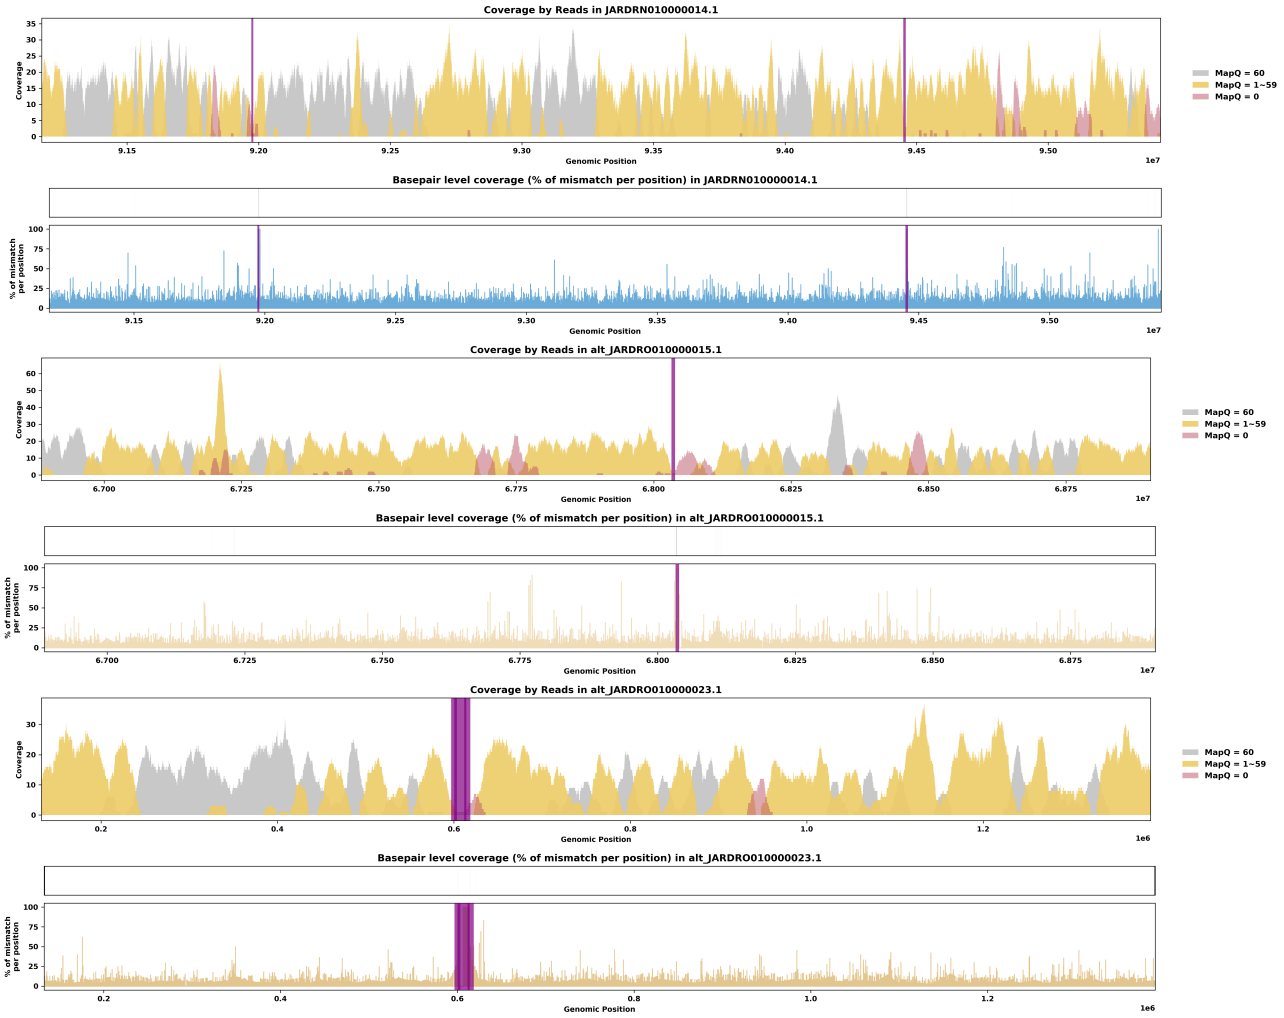 Coverage by Reads in JARDRN010000014.1
Coverage
35
30
25
20
15
10
5
0
9.15 9.20 9.25 9.30 9.35 9.40 9.45 9.50
Genomic Position
1e7
MapQ = 60
MapQ = 1~59
MapQ = 0
Basepair level coverage (% of mismatch per position) in JARDRN010000014.1
% of mismatch
per position
100
75
50
25
0
9.15 9.20 9.25 9.30 9.35 9.40 9.45 9.50
Genomic Position
1e7
Coverage by Reads in alt_JARDRO010000015.1
Coverage
60
50
40
30
20
10
0
6.700 6.725 6.750 6.775 6.800 6.825 6.850 6.875
Genomic Position
1e7
MapQ = 60
MapQ = 1~59
MapQ = 0
Basepair level coverage (% of mismatch per position) in alt_JARDRO010000015.1
% of mismatch
per position
100
75
50
25
0
6.700 6.725 6.750 6.775 6.800 6.825 6.850 6.875
Genomic Position
1e7
Coverage by Reads in alt_JARDRO010000023.1
Coverage
30
20
10
0
0.2 0.4 0.6 0.8 1.0 1.2
Genomic Position
1e6
MapQ = 60
MapQ = 1~59
MapQ = 0
Basepair level coverage (% of mismatch per position) in alt_JARDRO010000023.1
% of mismatch
per position
100
75
50
25
0
0.2 0.4 0.6 0.8 1.0 1.2
Genomic Position
1e6